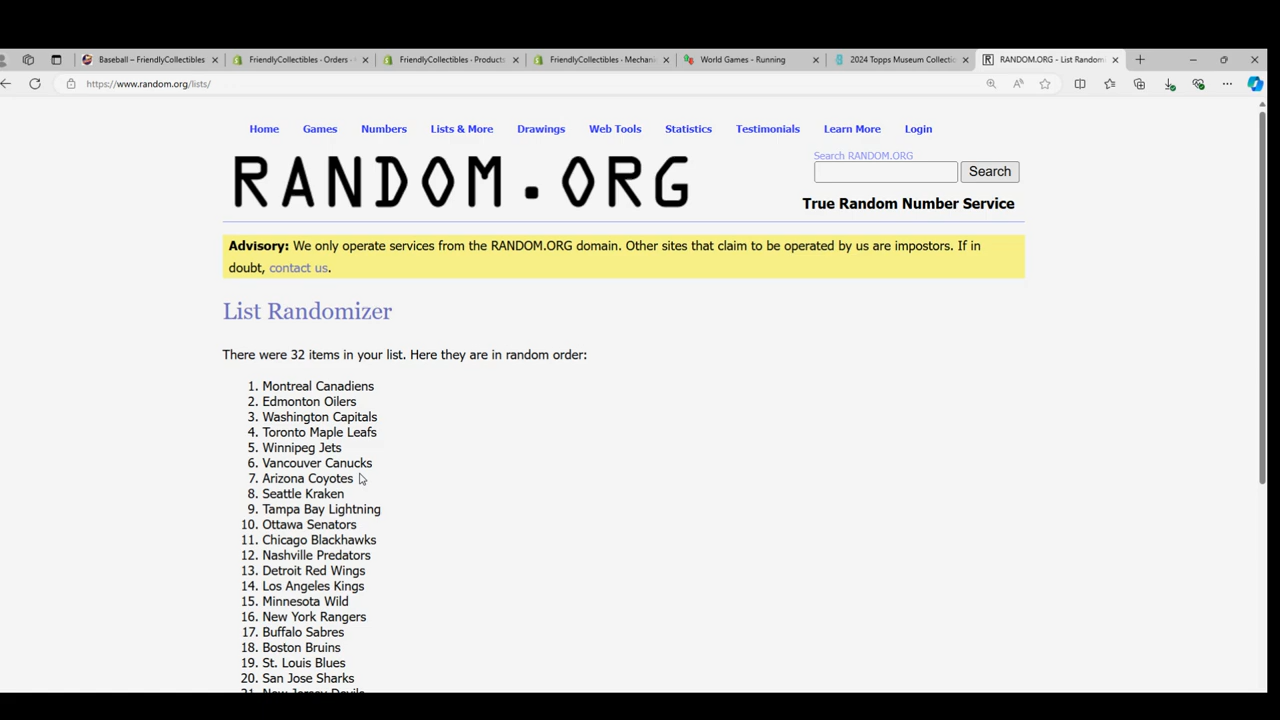 Baseball – FriendlyCollectibles
FriendlyCollectibles · Orders ·
FriendlyCollectibles · Products
FriendlyCollectibles · Mechani
World Games - Running
2024 Topps Museum Collecti
RANDOM.ORG - List Random
https://www.random.org/lists/
Home Games Numbers Lists & More Drawings Web Tools Statistics Testimonials Learn More Login
RANDOM.ORG
Search RANDOM.ORG
Search
True Random Number Service
Advisory: We only operate services from the RANDOM.ORG domain. Other sites that claim to be operated by us are impostors. If in
doubt, contact us.
List Randomizer
There were 32 items in your list. Here they are in random order:
1. Montreal Canadiens
2. Edmonton Oilers
3. Washington Capitals
4. Toronto Maple Leafs
5. Winnipeg Jets
6. Vancouver Canucks
7. Arizona Coyotes
8. Seattle Kraken
9. Tampa Bay Lightning
10. Ottawa Senators
11. Chicago Blackhawks
12. Nashville Predators
13. Detroit Red Wings
14. Los Angeles Kings
15. Minnesota Wild
16. New York Rangers
17. Buffalo Sabres
18. Boston Bruins
19. St. Louis Blues
20. San Jose Sharks
21. New Jersey Devils